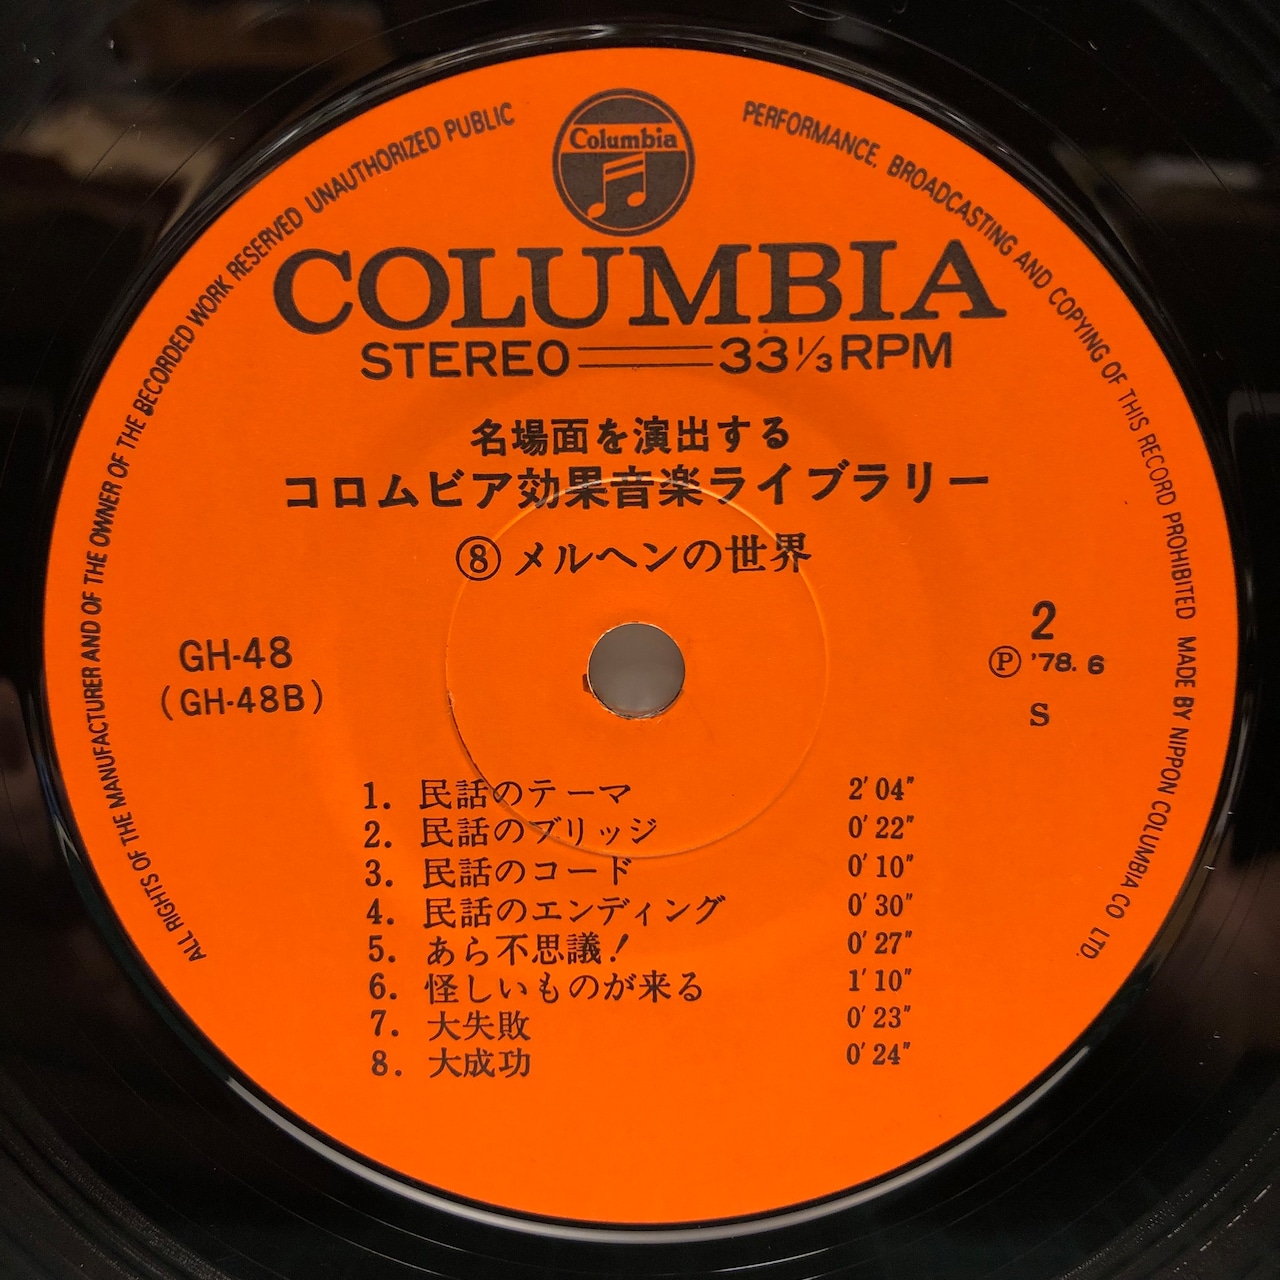 ALL RIGHTS OF THE MANUFACTURER AND OF THE OWNER OF THE RECORDED WORK RESERVED UNAUTHORIZED PUBLIC PERFORMANCE. BROADCASTING AND COPYING OF THIS RECORD PROHIBITED MADE BY NIPPON COLUMBIA CO. LTD.
Columbia
COLUMBIA
STEREO 33 1/3 RPM
名場面を演出する
コロムビア効果音楽ライブラリー
⑧メルヘンの世界
GH-48 2
(GH-48B) Ⓟ '78. 6
S
1. 民話のテーマ 2′04″
2. 民話のブリッジ 0′22″
3. 民話のコード 0′10″
4. 民話のエンディング 0′30″
5. あら不思議! 0′27″
6. 怪しいものが来る 1′10″
7. 大失敗 0′23″
8. 大成功 0′24″